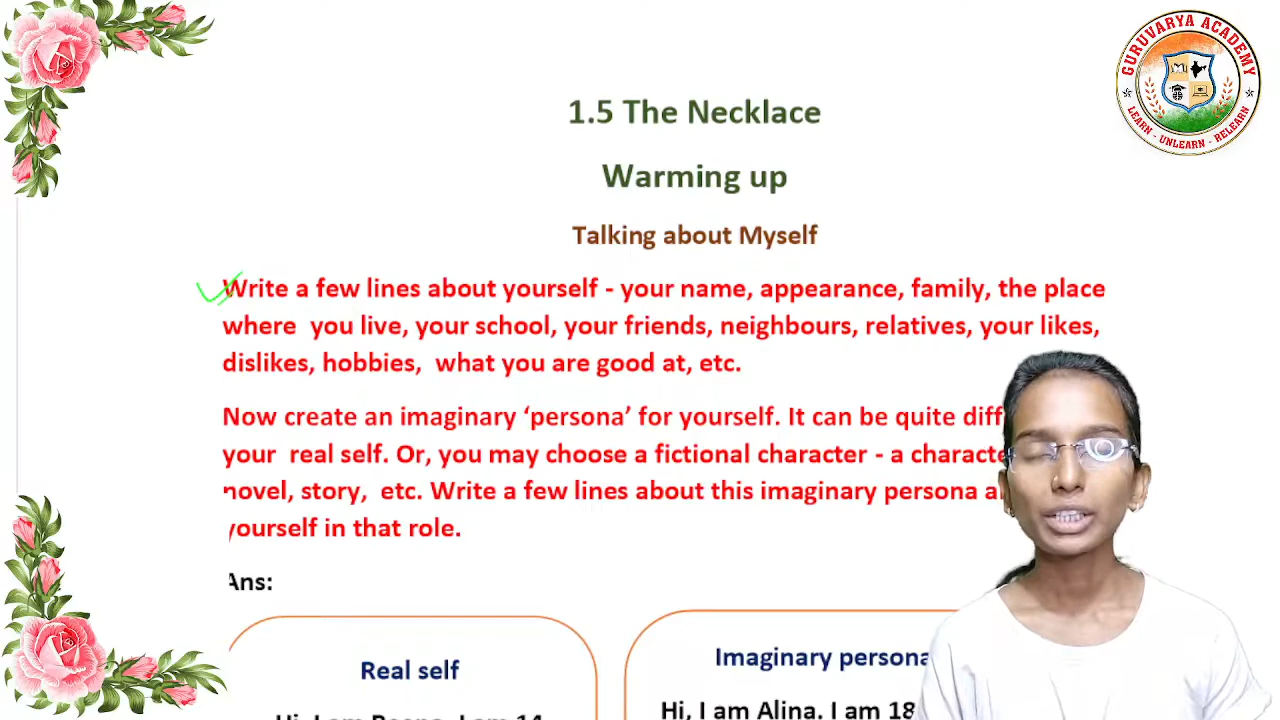 GURUVARYA ACADEMY
LEARN - UNLEARN - RELEARN
1.5 The Necklace
Warming up
Talking about Myself
Write a few lines about yourself - your name, appearance, family, the place
where you live, your school, your friends, neighbours, relatives, your likes,
dislikes, hobbies, what you are good at, etc.
Now create an imaginary ‘persona’ for yourself. It can be quite
your real self. Or, you may choose a fictional character - a
novel, story, etc. Write a few lines about this imaginary persona
yourself in that role.
Ans:
Real self
Imaginary persona
Hi, I am Alina. I am 18
Hi, I am
I am 14